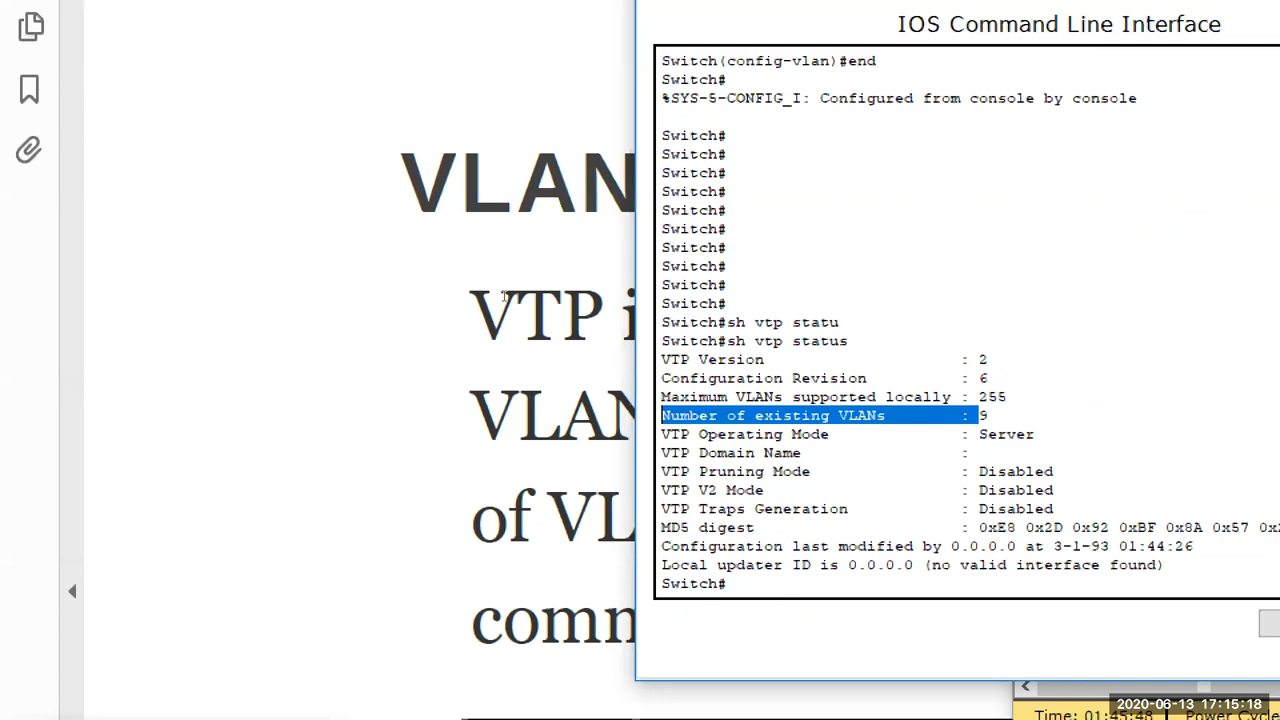 IOS Command Line Interface
Switch(config-vlan)#end
Switch#
%SYS-5-CONFIG_I: Configured from console by console
Switch#
Switch#
Switch#
Switch#
Switch#
Switch#
Switch#
Switch#
Switch#
Switch#
Switch#sh vtp statu
Switch#sh vtp status
VTP Version : 2
Configuration Revision : 6
Maximum VLANs supported locally : 255
Number of existing VLANs : 9
VTP Operating Mode : Server
VTP Domain Name :
VTP Pruning Mode : Disabled
VTP V2 Mode : Disabled
VTP Traps Generation : Disabled
MD5 digest : 0xE8 0x2D 0x92 0xBF 0x8A 0x57
Configuration last modified by 0.0.0.0 at 3-1-93 01:44:26
Local updater ID is 0.0.0.0 (no valid interface found)
Switch#
VLAN
VTP i
VLAN
of VL
comm
2020-06-13 17:15:18
Time: 01:45:48 Power Cycle